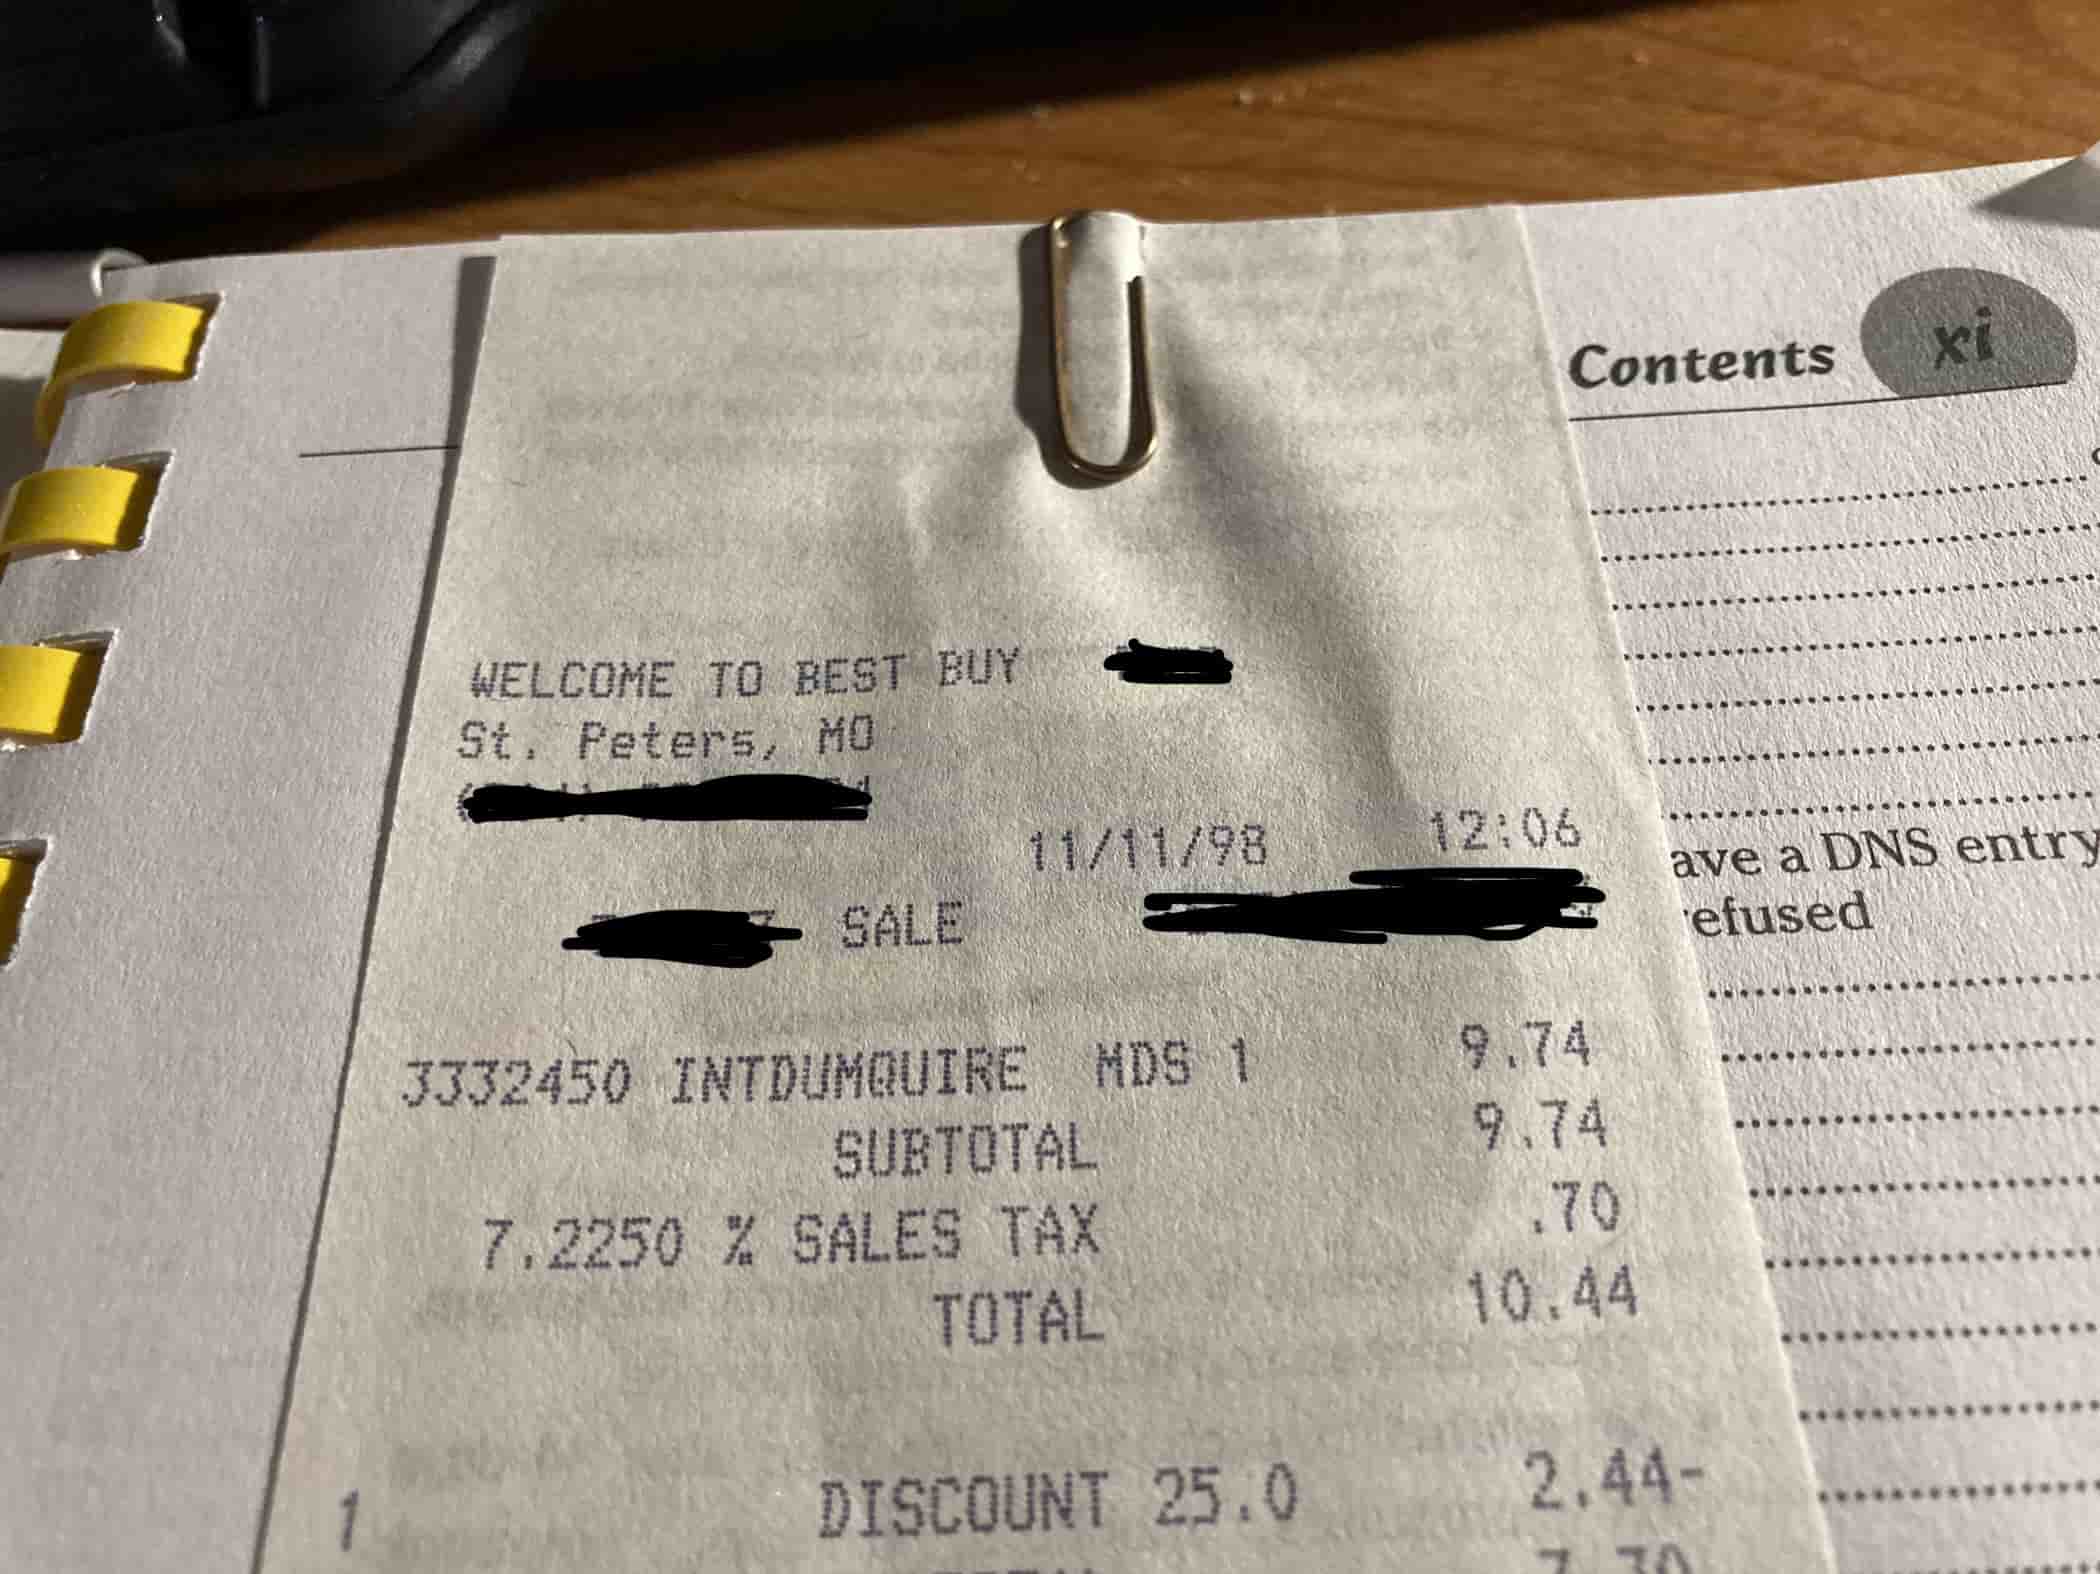 Contents xi
WELCOME TO BEST BUY
St. Peters, MO
11/11/98 12:06
SALE
ave a DNS entry
efused
3332450 INTDUMQUIRE MDS 1 9.74
SUBTOTAL 9.74
7.2250 % SALES TAX .70
TOTAL 10.44
1 DISCOUNT 25.0 2.44-
7.30